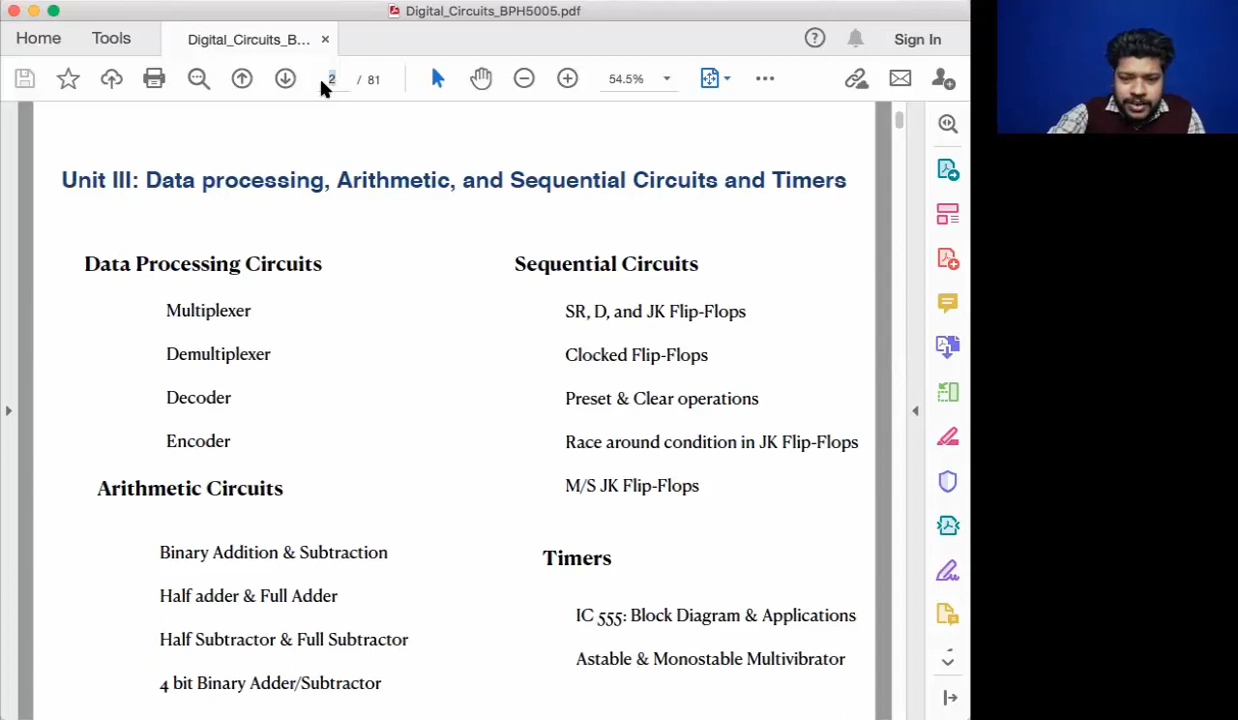 Digital_Circuits_BPH5005.pdf
Home
Tools
Digital_Circuits_B...
×
Sign In
2 / 81
54.5%
Unit III: Data processing, Arithmetic, and Sequential Circuits and Timers
Data Processing Circuits
Multiplexer
Demultiplexer
Decoder
Encoder
Arithmetic Circuits
Binary Addition & Subtraction
Half adder & Full Adder
Half Subtractor & Full Subtractor
4 bit Binary Adder/Subtractor
Sequential Circuits
SR, D, and JK Flip-Flops
Clocked Flip-Flops
Preset & Clear operations
Race around condition in JK Flip-Flops
M/S JK Flip-Flops
Timers
IC 555: Block Diagram & Applications
Astable & Monostable Multivibrator